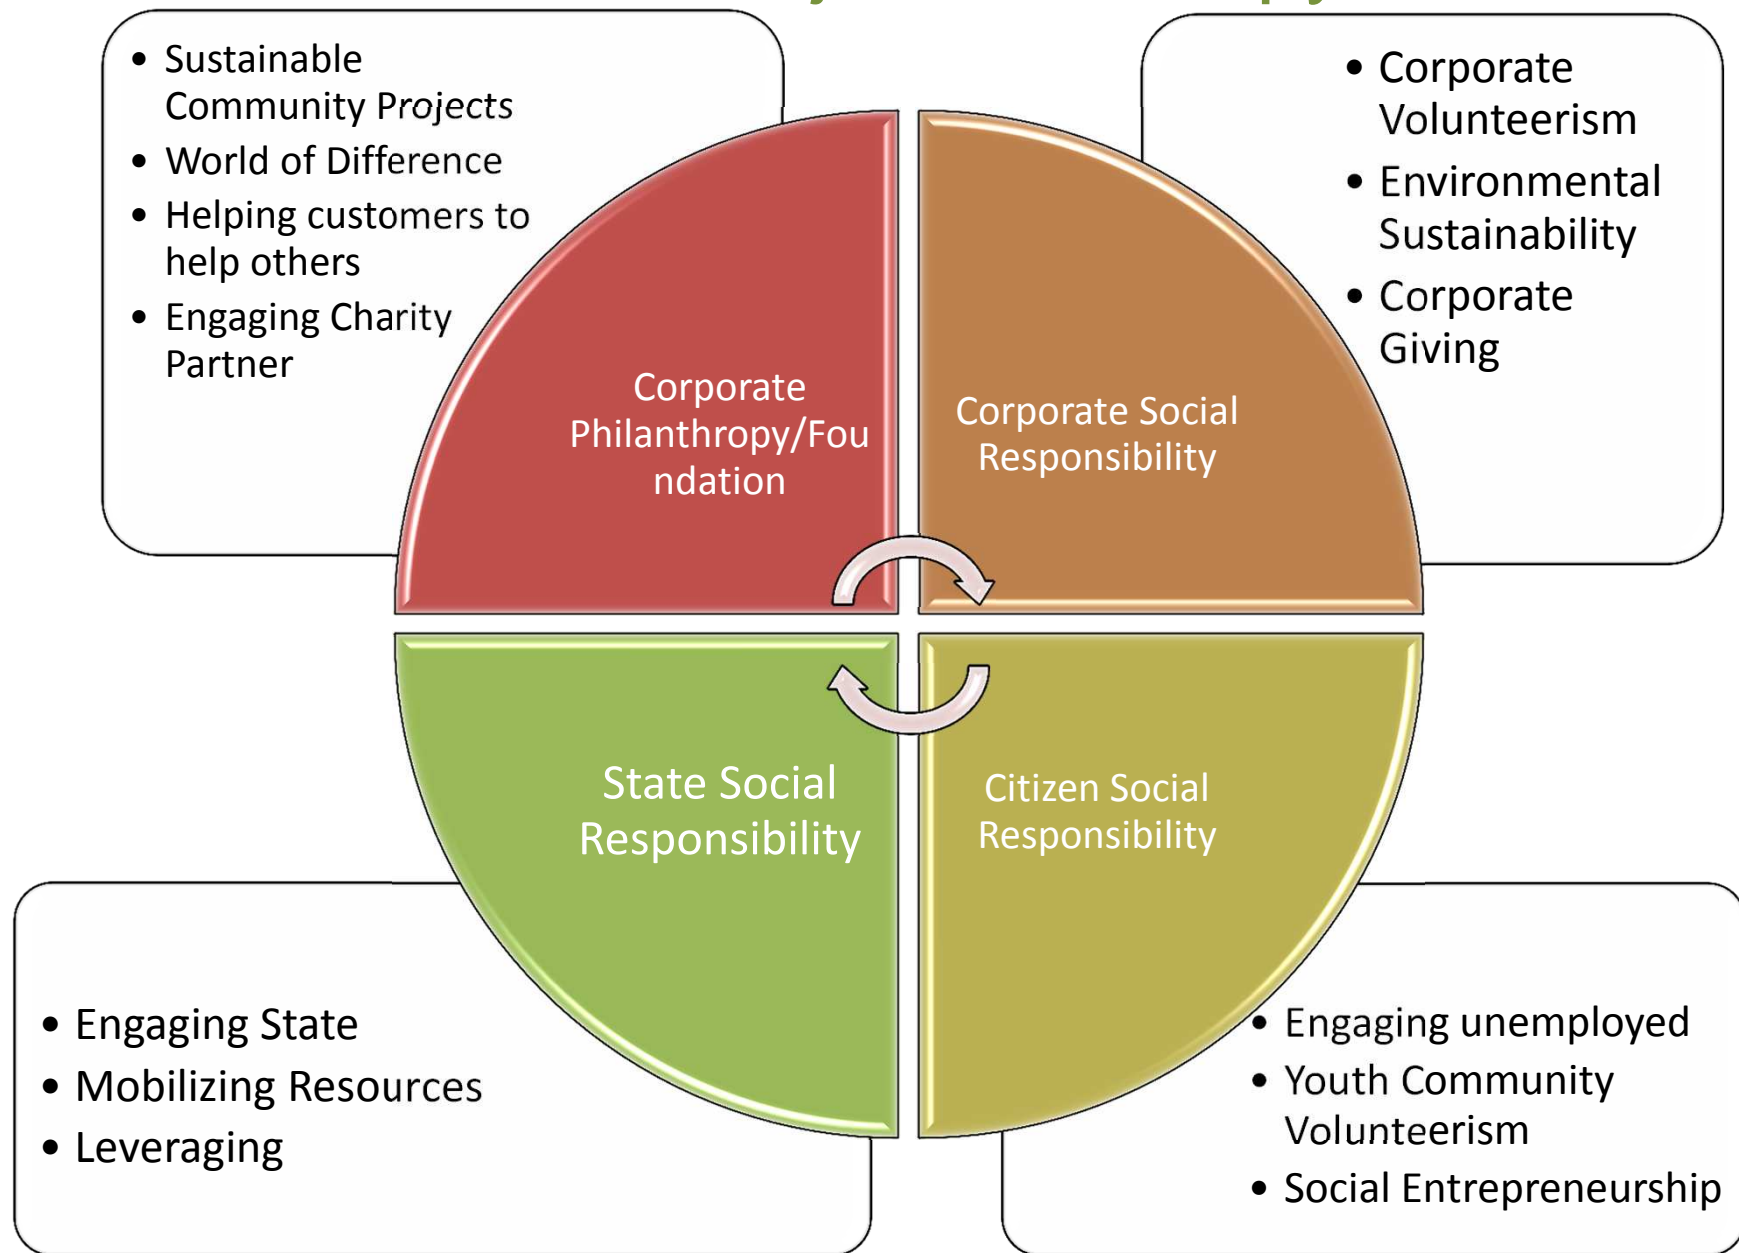 • Sustainable
Community Projects
• World of Difference
• Helping customers to
help others
• Engaging Charity
Partner
• Corporate
Volunteerism
• Environmental
Sustainability
• Corporate
Giving
Corporate
Philanthropy/Fou
ndation
Corporate Social
Responsibility
State Social
Responsibility
Citizen Social
Responsibility
• Engaging State
• Mobilizing Resources
• Leveraging
• Engaging unemployed
• Youth Community
Volunteerism
• Social Entrepreneurship